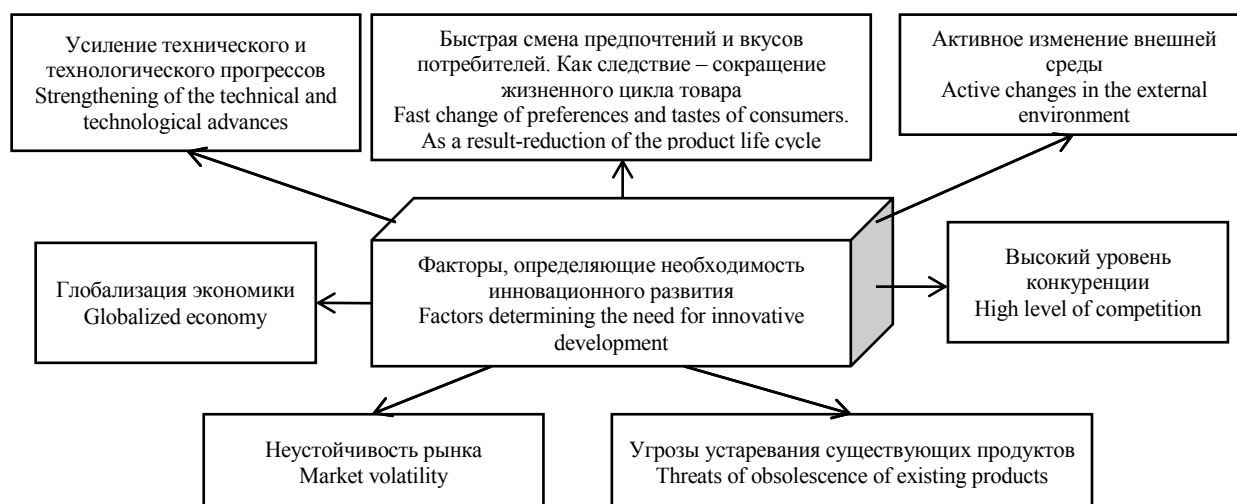 Усиление технического и
технологического прогрессов
Strengthening of the technical and
technological advances
Быстрая смена предпочтений и вкусов
потребителей. Как следствие – сокращение
жизненного цикла товара
Fast change of preferences and tastes of consumers.
As a result-reduction of the product life cycle
Активное изменение внешней
среды
Active changes in the external
environment
Глобализация экономики
Globalized economy
Факторы, определяющие необходимость
инновационного развития
Factors determining the need for innovative
development
Высокий уровень
конкуренции
High level of competition
Неустойчивость рынка
Market volatility
Угрозы устаревания существующих продуктов
Threats of obsolescence of existing products